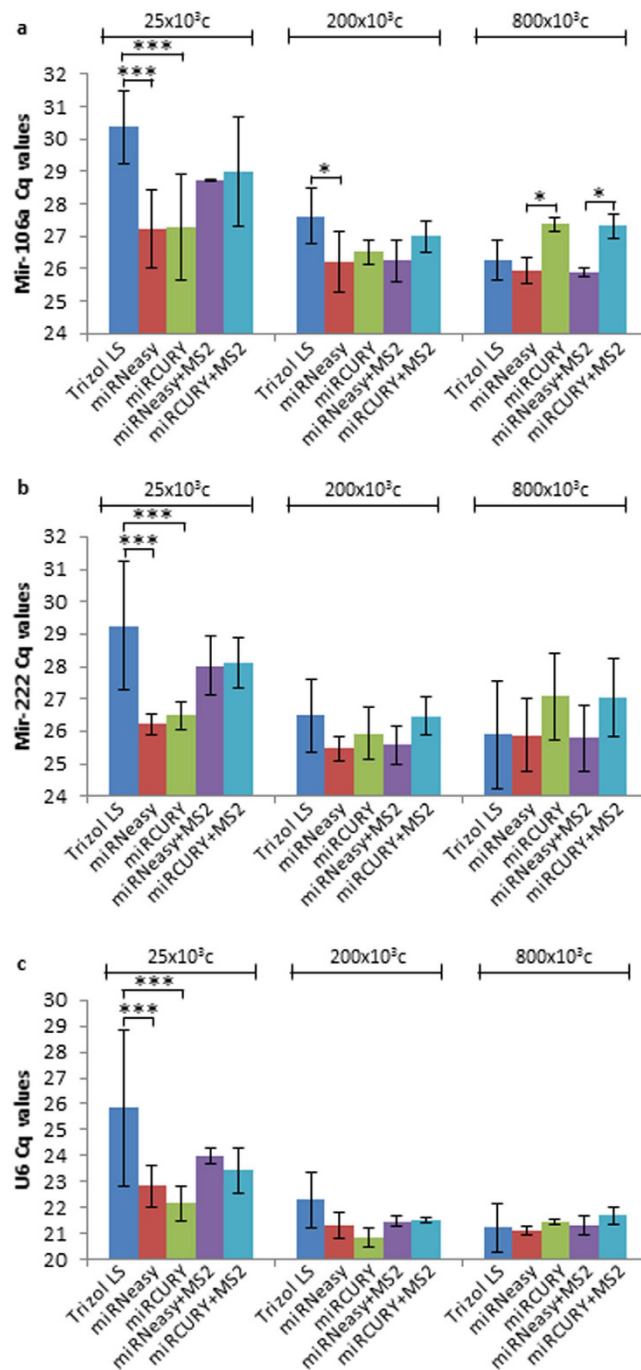 a
25x10³c 200x10³c 800x10³c
*** * * *
***
Mir-106a Cq values
32
31
30
29
28
27
26
25
24
Trizol LS miRNeasy miRCURY miRNeasy+MS2 miRCURY+MS2 Trizol LS miRNeasy miRCURY miRNeasy+MS2 miRCURY+MS2 Trizol LS miRNeasy miRCURY miRNeasy+MS2 miRCURY+MS2
b
25x10³c 200x10³c 800x10³c
***
***
Mir-222 Cq values
32
31
30
29
28
27
26
25
24
Trizol LS miRNeasy miRCURY miRNeasy+MS2 miRCURY+MS2 Trizol LS miRNeasy miRCURY miRNeasy+MS2 miRCURY+MS2 Trizol LS miRNeasy miRCURY miRNeasy+MS2 miRCURY+MS2
c
25x10³c 200x10³c 800x10³c
***
***
U6 Cq values
30
29
28
27
26
25
24
23
22
21
20
Trizol LS miRNeasy miRCURY miRNeasy+MS2 miRCURY+MS2 Trizol LS miRNeasy miRCURY miRNeasy+MS2 miRCURY+MS2 Trizol LS miRNeasy miRCURY miRNeasy+MS2 miRCURY+MS2